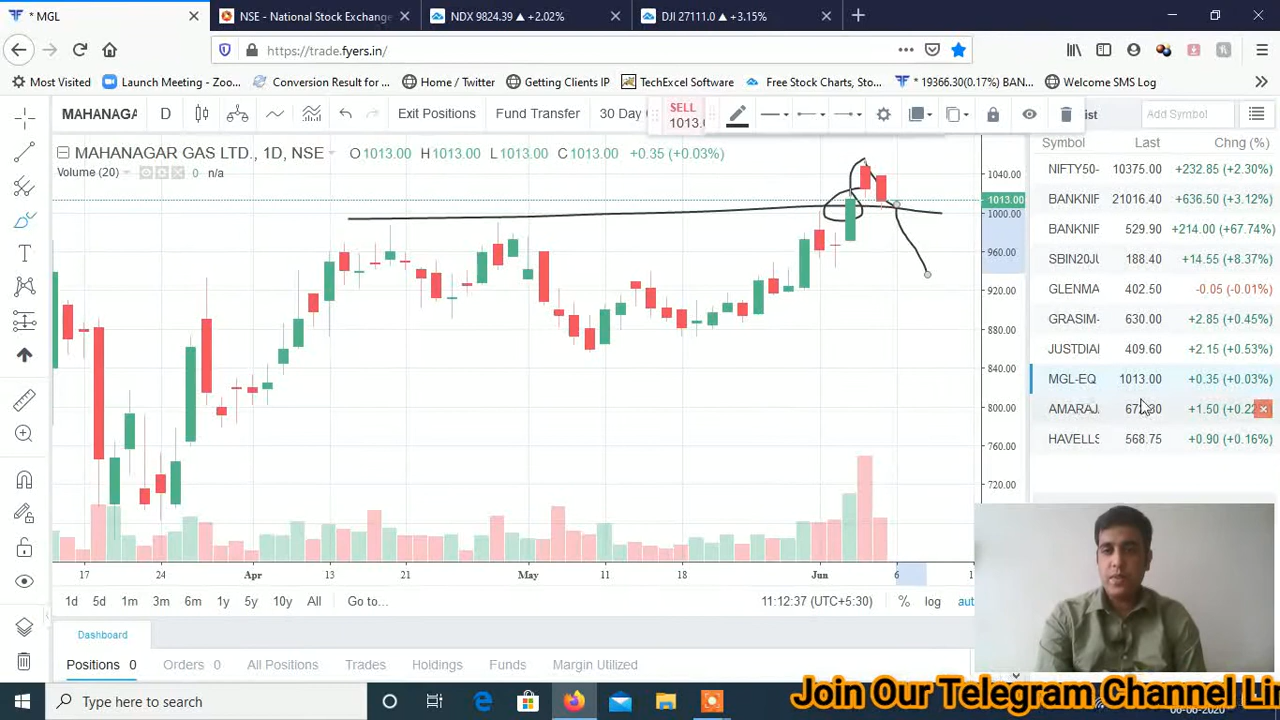 * MGL
NSE - National Stock Exchange
NDX 9824.39 ▲ +2.02%
DJI 27111.0 ▲ +3.15%
https://trade.fyers.in/
Most Visited
Launch Meeting - Zoo...
Conversion Result for ...
Home / Twitter
Getting Clients IP
TechExcel Software
Free Stock Charts, Sto...
* 19366.30(0.17%) BAN...
Welcome SMS Log
MAHANAGA
D
Exit Positions
Fund Transfer
30 Day
SELL
1013.
ist
Add Symbol
MAHANAGAR GAS LTD., 1D, NSE
O1013.00 H1013.00 L1013.00 C1013.00 +0.35 (+0.03%)
Volume (20) 0 n/a
Symbol Last Chng (%)
NIFTY50- 10375.00 +232.85 (+2.30%)
BANKNIF 21016.40 +636.50 (+3.12%)
BANKNIF 529.90 +214.00 (+67.74%)
SBIN20JU 188.40 +14.55 (+8.37%)
GLENMA 402.50 -0.05 (-0.01%)
GRASIM- 630.00 +2.85 (+0.45%)
JUSTDIAI 409.60 +2.15 (+0.53%)
MGL-EQ 1013.00 +0.35 (+0.03%)
AMARAJ +1.50
HAVELLS 568.75 +0.90 (+0.16%)
1040.00
1013.00
1000.00
960.00
920.00
880.00
840.00
800.00
760.00
720.00
17 24 Apr 13 21 May 11 18 Jun 6
1d 5d 1m 3m 6m 1y 5y 10y All Go to...
11:12:37 (UTC+5:30) % log auto
Dashboard
Positions 0 Orders 0 All Positions Trades Holdings Funds Margin Utilized
Type here to search
Join Our Telegram Channel Li